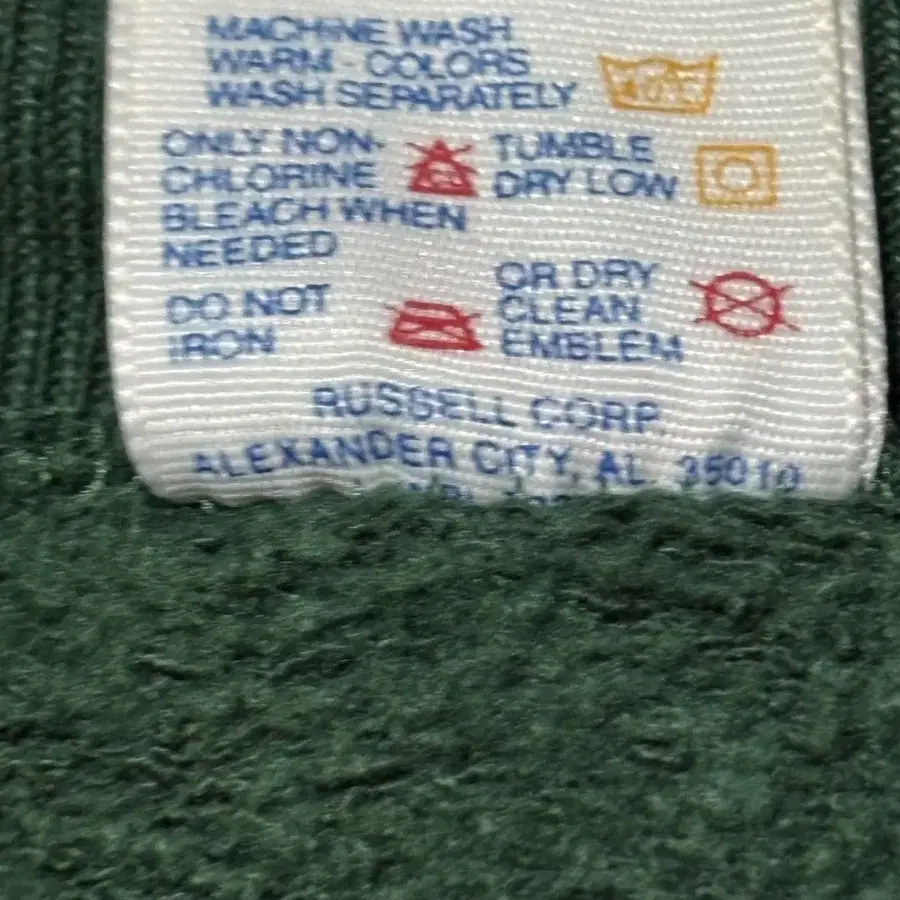 MACHINE WASH
WARM - COLORS
WASH SEPARATELY
ONLY NON-
CHLORINE
BLEACH WHEN
NEEDED
TUMBLE
DRY LOW
DO NOT
IRON
OR DRY
CLEAN
EMBLEM
RUSSELL CORP.
ALEXANDER CITY, AL 35010